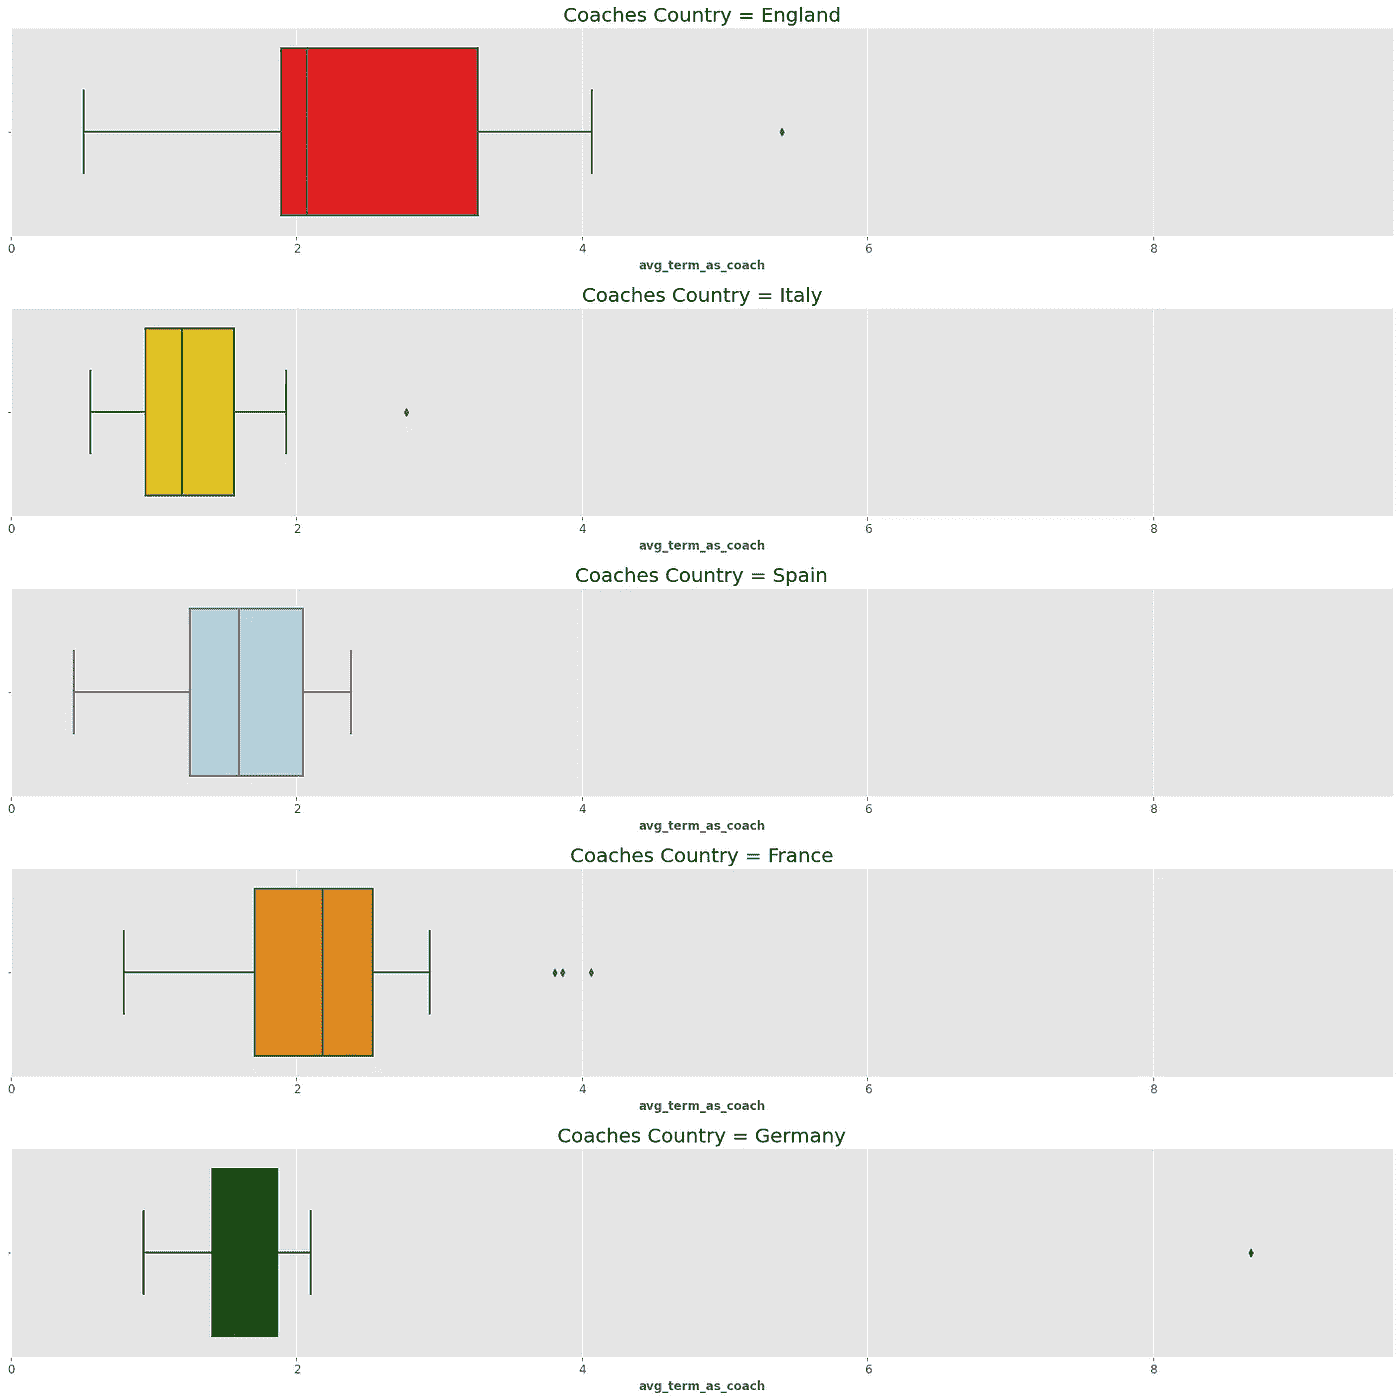 Coaches Country = England
0 2 4 6 8
avg_term_as_coach
Coaches Country = Italy
0 2 4 6 8
avg_term_as_coach
Coaches Country = Spain
0 2 4 6 8
avg_term_as_coach
Coaches Country = France
0 2 4 6 8
avg_term_as_coach
Coaches Country = Germany
0 2 4 6 8
avg_term_as_coach